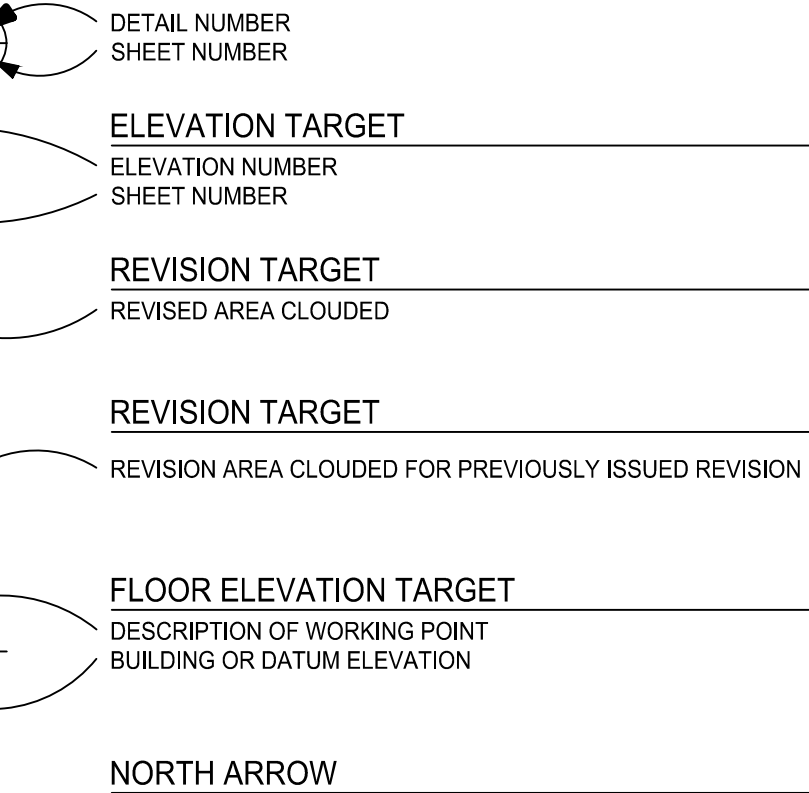 DETAIL NUMBER
SHEET NUMBER
ELEVATION TARGET
ELEVATION NUMBER
SHEET NUMBER
REVISION TARGET
REVISED AREA CLOUDED
REVISION TARGET
REVISION AREA CLOUDED FOR PREVIOUSLY ISSUED REVISION
FLOOR ELEVATION TARGET
DESCRIPTION OF WORKING POINT
BUILDING OR DATUM ELEVATION
NORTH ARROW